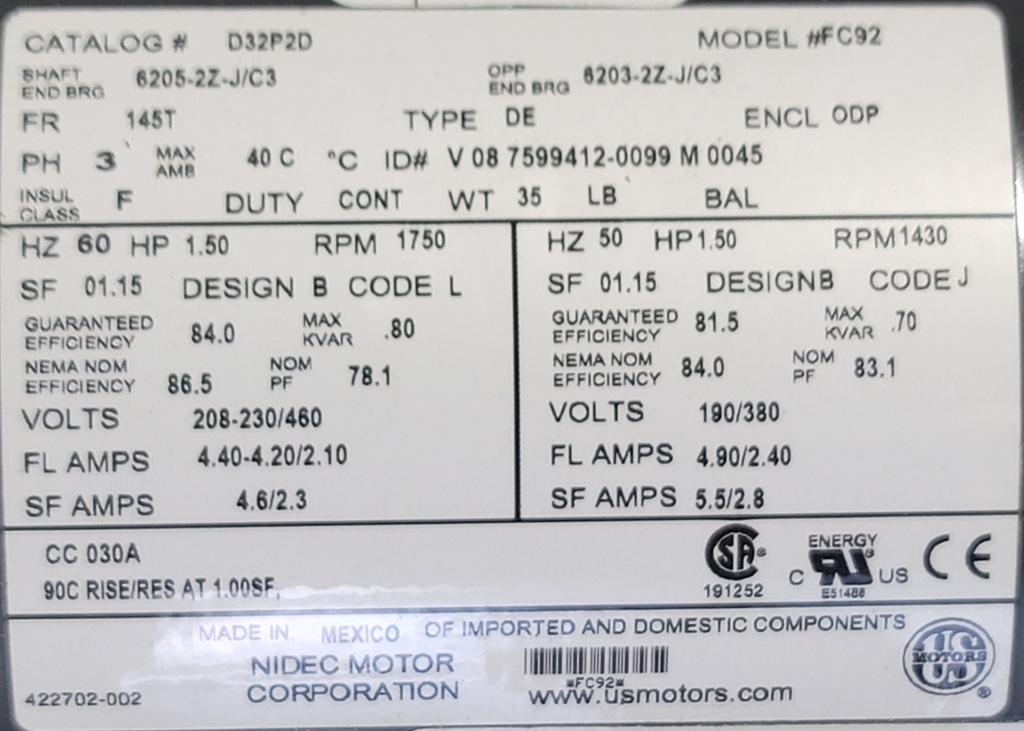 CATALOG # D32P2D MODEL #FC92
SHAFT END BRG 6205-2Z-J/C3 OPP END BRG 6203-2Z-J/C3
FR 145T TYPE DE ENCL ODP
PH 3 MAX AMB 40 C °C ID# V 08 7599412-0099 M 0045
INSUL CLASS F DUTY CONT WT 35 LB BAL
HZ 60 HP 1.50 RPM 1750
SF 01.15 DESIGN B CODE L
GUARANTEED EFFICIENCY 84.0 MAX KVAR .80
NEMA NOM EFFICIENCY 86.5 NOM PF 78.1
VOLTS 208-230/460
FL AMPS 4.40-4.20/2.10
SF AMPS 4.6/2.3
HZ 50 HP 1.50 RPM 1430
SF 01.15 DESIGN B CODE J
GUARANTEED EFFICIENCY 81.5 MAX KVAR .70
NEMA NOM EFFICIENCY 84.0 NOM PF 83.1
VOLTS 190/380
FL AMPS 4.90/2.40
SF AMPS 5.5/2.8
CC 030A
90C RISE/RES AT 1.00SF,
SA ®
191252
ENERGY
C RU ® US
E51488
CE
MADE IN MEXICO OF IMPORTED AND DOMESTIC COMPONENTS
NIDEC MOTOR
CORPORATION
*FC92*
www.usmotors.com
422702-002
US MOTORS ®